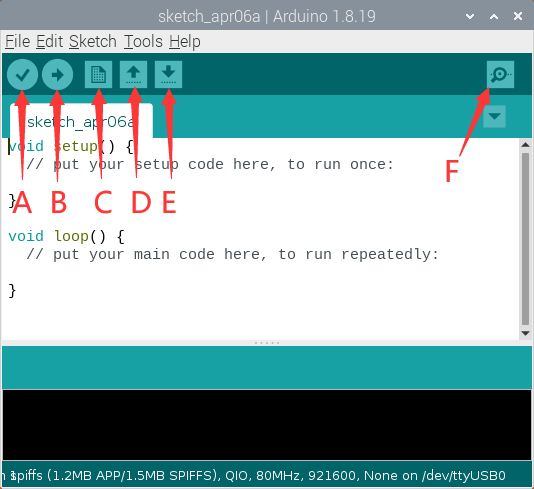 sketch_apr06a | Arduino 1.8.19
File Edit Sketch Tools Help
sketch_apr06a
void setup() {
// put your setup code here, to run once:
A B C D E F
}
void loop() {
// put your main code here, to run repeatedly:
}
spiffs (1.2MB APP/1.5MB SPIFFS), QIO, 80MHz, 921600, None on /dev/ttyUSB0